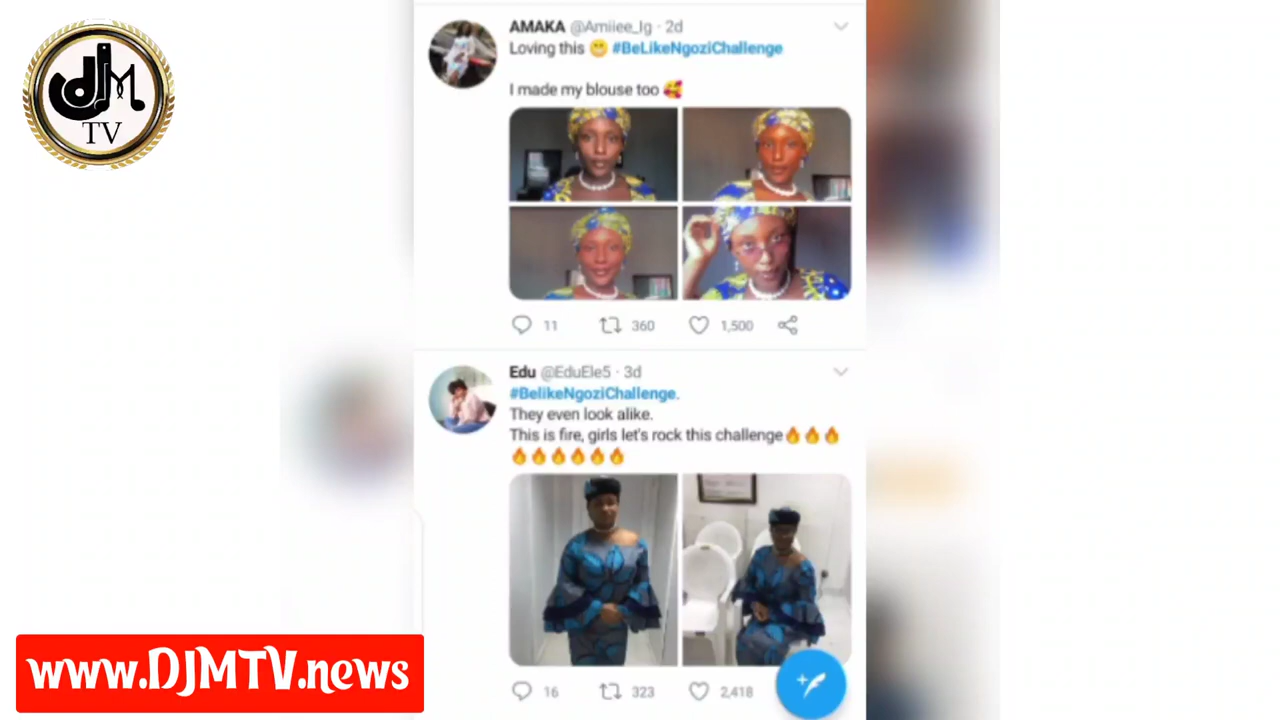 djM
TV
AMAKA @Amiiee_Ig · 2d
Loving this 😁 #BeLikeNgoziChallenge
I made my blouse too 🥰
11 360 1,500
Edu @EduEle5 · 3d
#BelikeNgoziChallenge.
They even look alike.
This is fire, girls let's rock this challenge🔥🔥🔥
🔥🔥🔥🔥🔥🔥
16 323 2,418
www.DJMTV.news